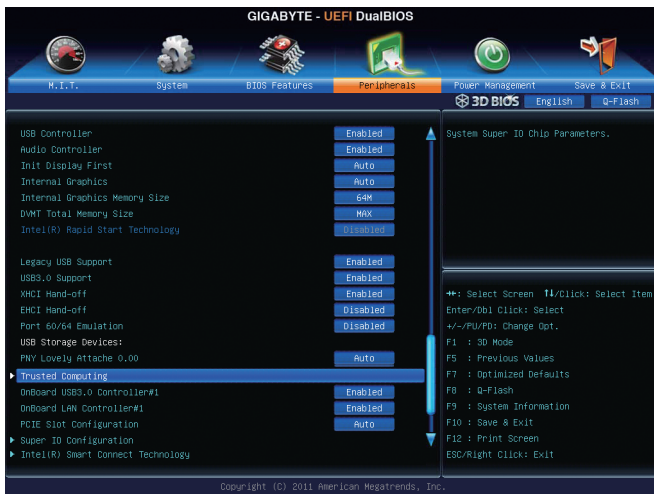 GIGABYTE - UEFI DualBIOS
M.I.T. System BIOS Features Peripherals Power Management Save & Exit
3D BIOS English Q-Flash
USB Controller Enabled
Audio Controller Enabled
Init Display First Auto
Internal Graphics Auto
Internal Graphics Memory Size 64M
DVMT Total Memory Size MAX
Intel(R) Rapid Start Technology Disabled
Legacy USB Support Enabled
USB3.0 Support Enabled
XHCI Hand-off Enabled
EHCI Hand-off Disabled
Port 60/64 Emulation Disabled
USB Storage Devices:
PNY Lovely Attache 0.00 Auto
Trusted Computing
OnBoard USB3.0 Controller#1 Enabled
OnBoard LAN Controller#1 Enabled
PCIE Slot Configuration Auto
Super IO Configuration
Intel(R) Smart Connect Technology
System Super IO Chip Parameters.
→←: Select Screen ↑↓/Click: Select Item
Enter/Dbl Click: Select
+/-/PU/PD: Change Opt.
F1 : 3D Mode
F5 : Previous Values
F7 : Optimized Defaults
F8 : Q-Flash
F9 : System Information
F10 : Save & Exit
F12 : Print Screen
ESC/Right Click: Exit
Copyright (C) 2011 American Megatrends, Inc.